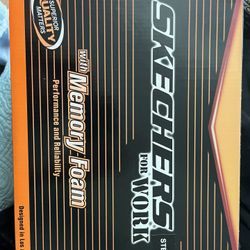 SUPERIOR
QUALITY
MATTERS
SKECHERS
FOR WORK
with Memory Foam
Performance and Reliability
Designed in Los